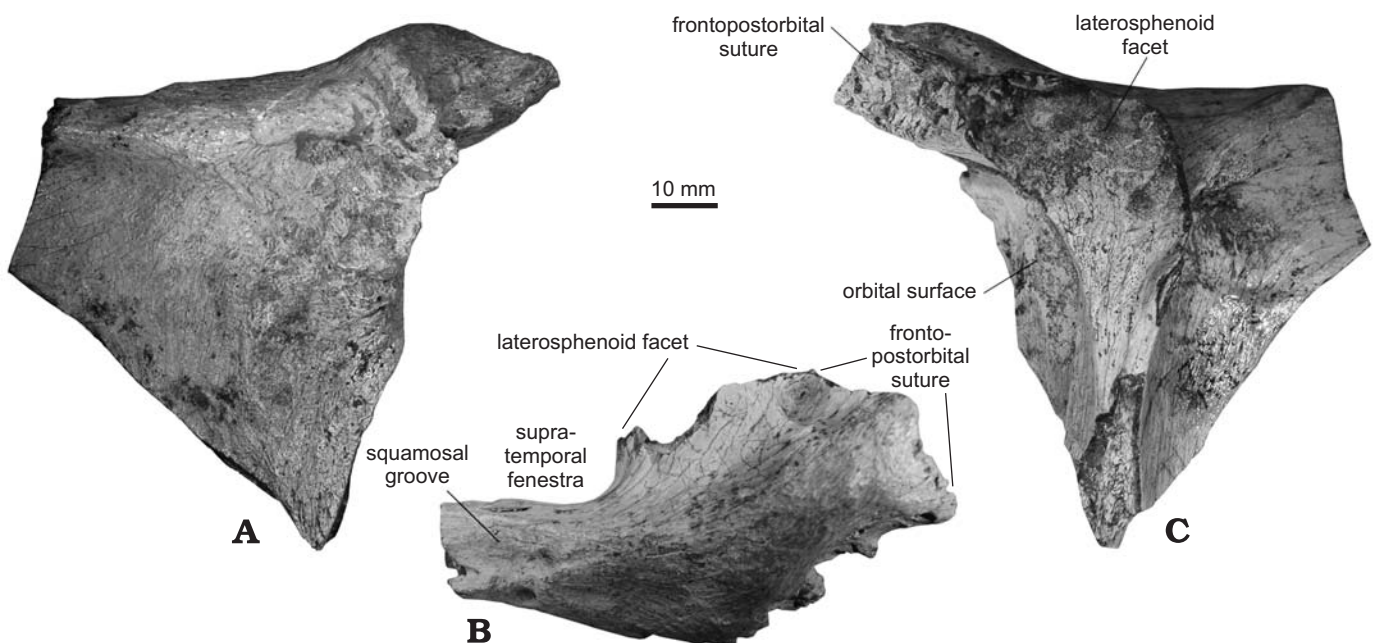 frontopostorbital
suture
laterosphenoid
facet
10 mm
orbital surface
laterosphenoid facet
fronto-
postorbital
suture
supra-
temporal
fenestra
squamosal
groove
A
B
C